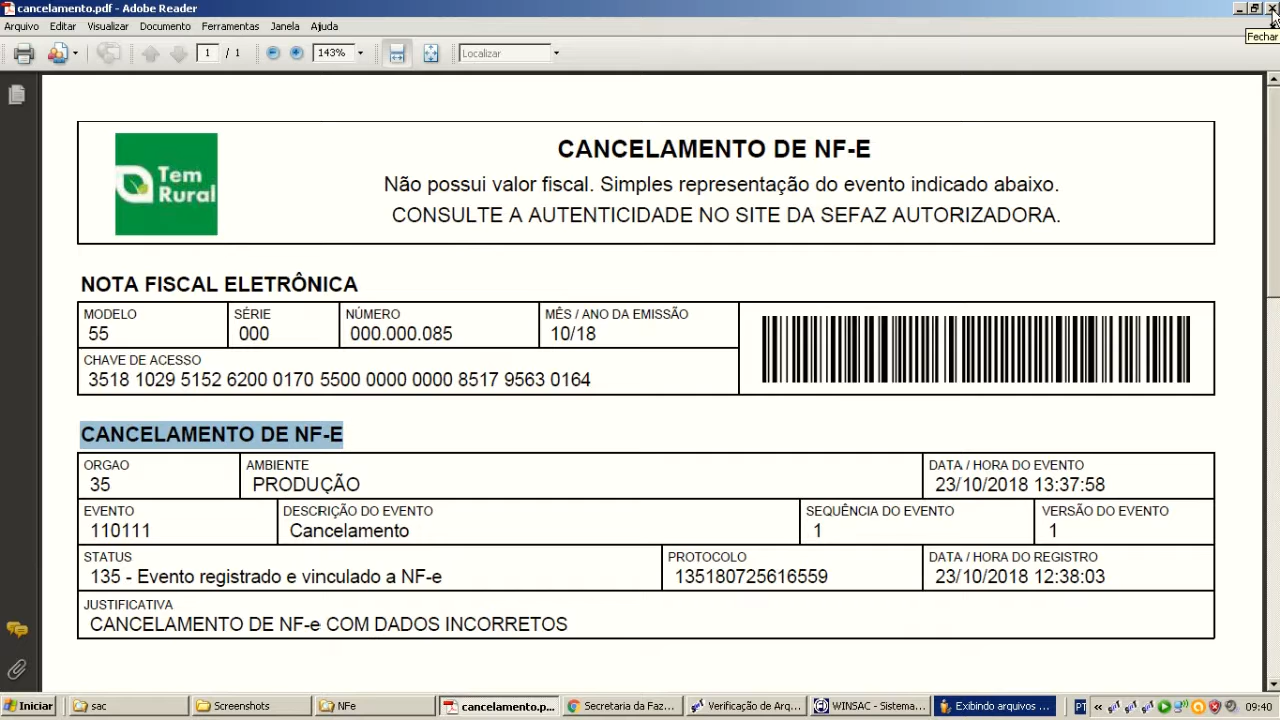 cancelamento.pdf - Adobe Reader
Arquivo Editar Visualizar Documento Ferramentas Janela Ajuda
Fechar
1 / 1 143% Localizar
Tem
Rural
CANCELAMENTO DE NF-E
Não possui valor fiscal. Simples representação do evento indicado abaixo.
CONSULTE A AUTENTICIDADE NO SITE DA SEFAZ AUTORIZADORA.
NOTA FISCAL ELETRÔNICA
MODELO SÉRIE NÚMERO MÊS / ANO DA EMISSÃO
55 000 000.000.085 10/18
CHAVE DE ACESSO
3518 1029 5152 6200 0170 5500 0000 0000 8517 9563 0164
CANCELAMENTO DE NF-E
ORGAO AMBIENTE DATA / HORA DO EVENTO
35 PRODUÇÃO 23/10/2018 13:37:58
EVENTO DESCRIÇÃO DO EVENTO SEQUÊNCIA DO EVENTO VERSÃO DO EVENTO
110111 Cancelamento 1 1
STATUS PROTOCOLO DATA / HORA DO REGISTRO
135 - Evento registrado e vinculado a NF-e 135180725616559 23/10/2018 12:38:03
JUSTIFICATIVA
CANCELAMENTO DE NF-e COM DADOS INCORRETOS
Iniciar sac Screenshots NFe cancelamento.p... Secretaria da Faz... Verificação de Arq... WINSAC - Sistema... Exibindo arquivos ... PT « 09:40